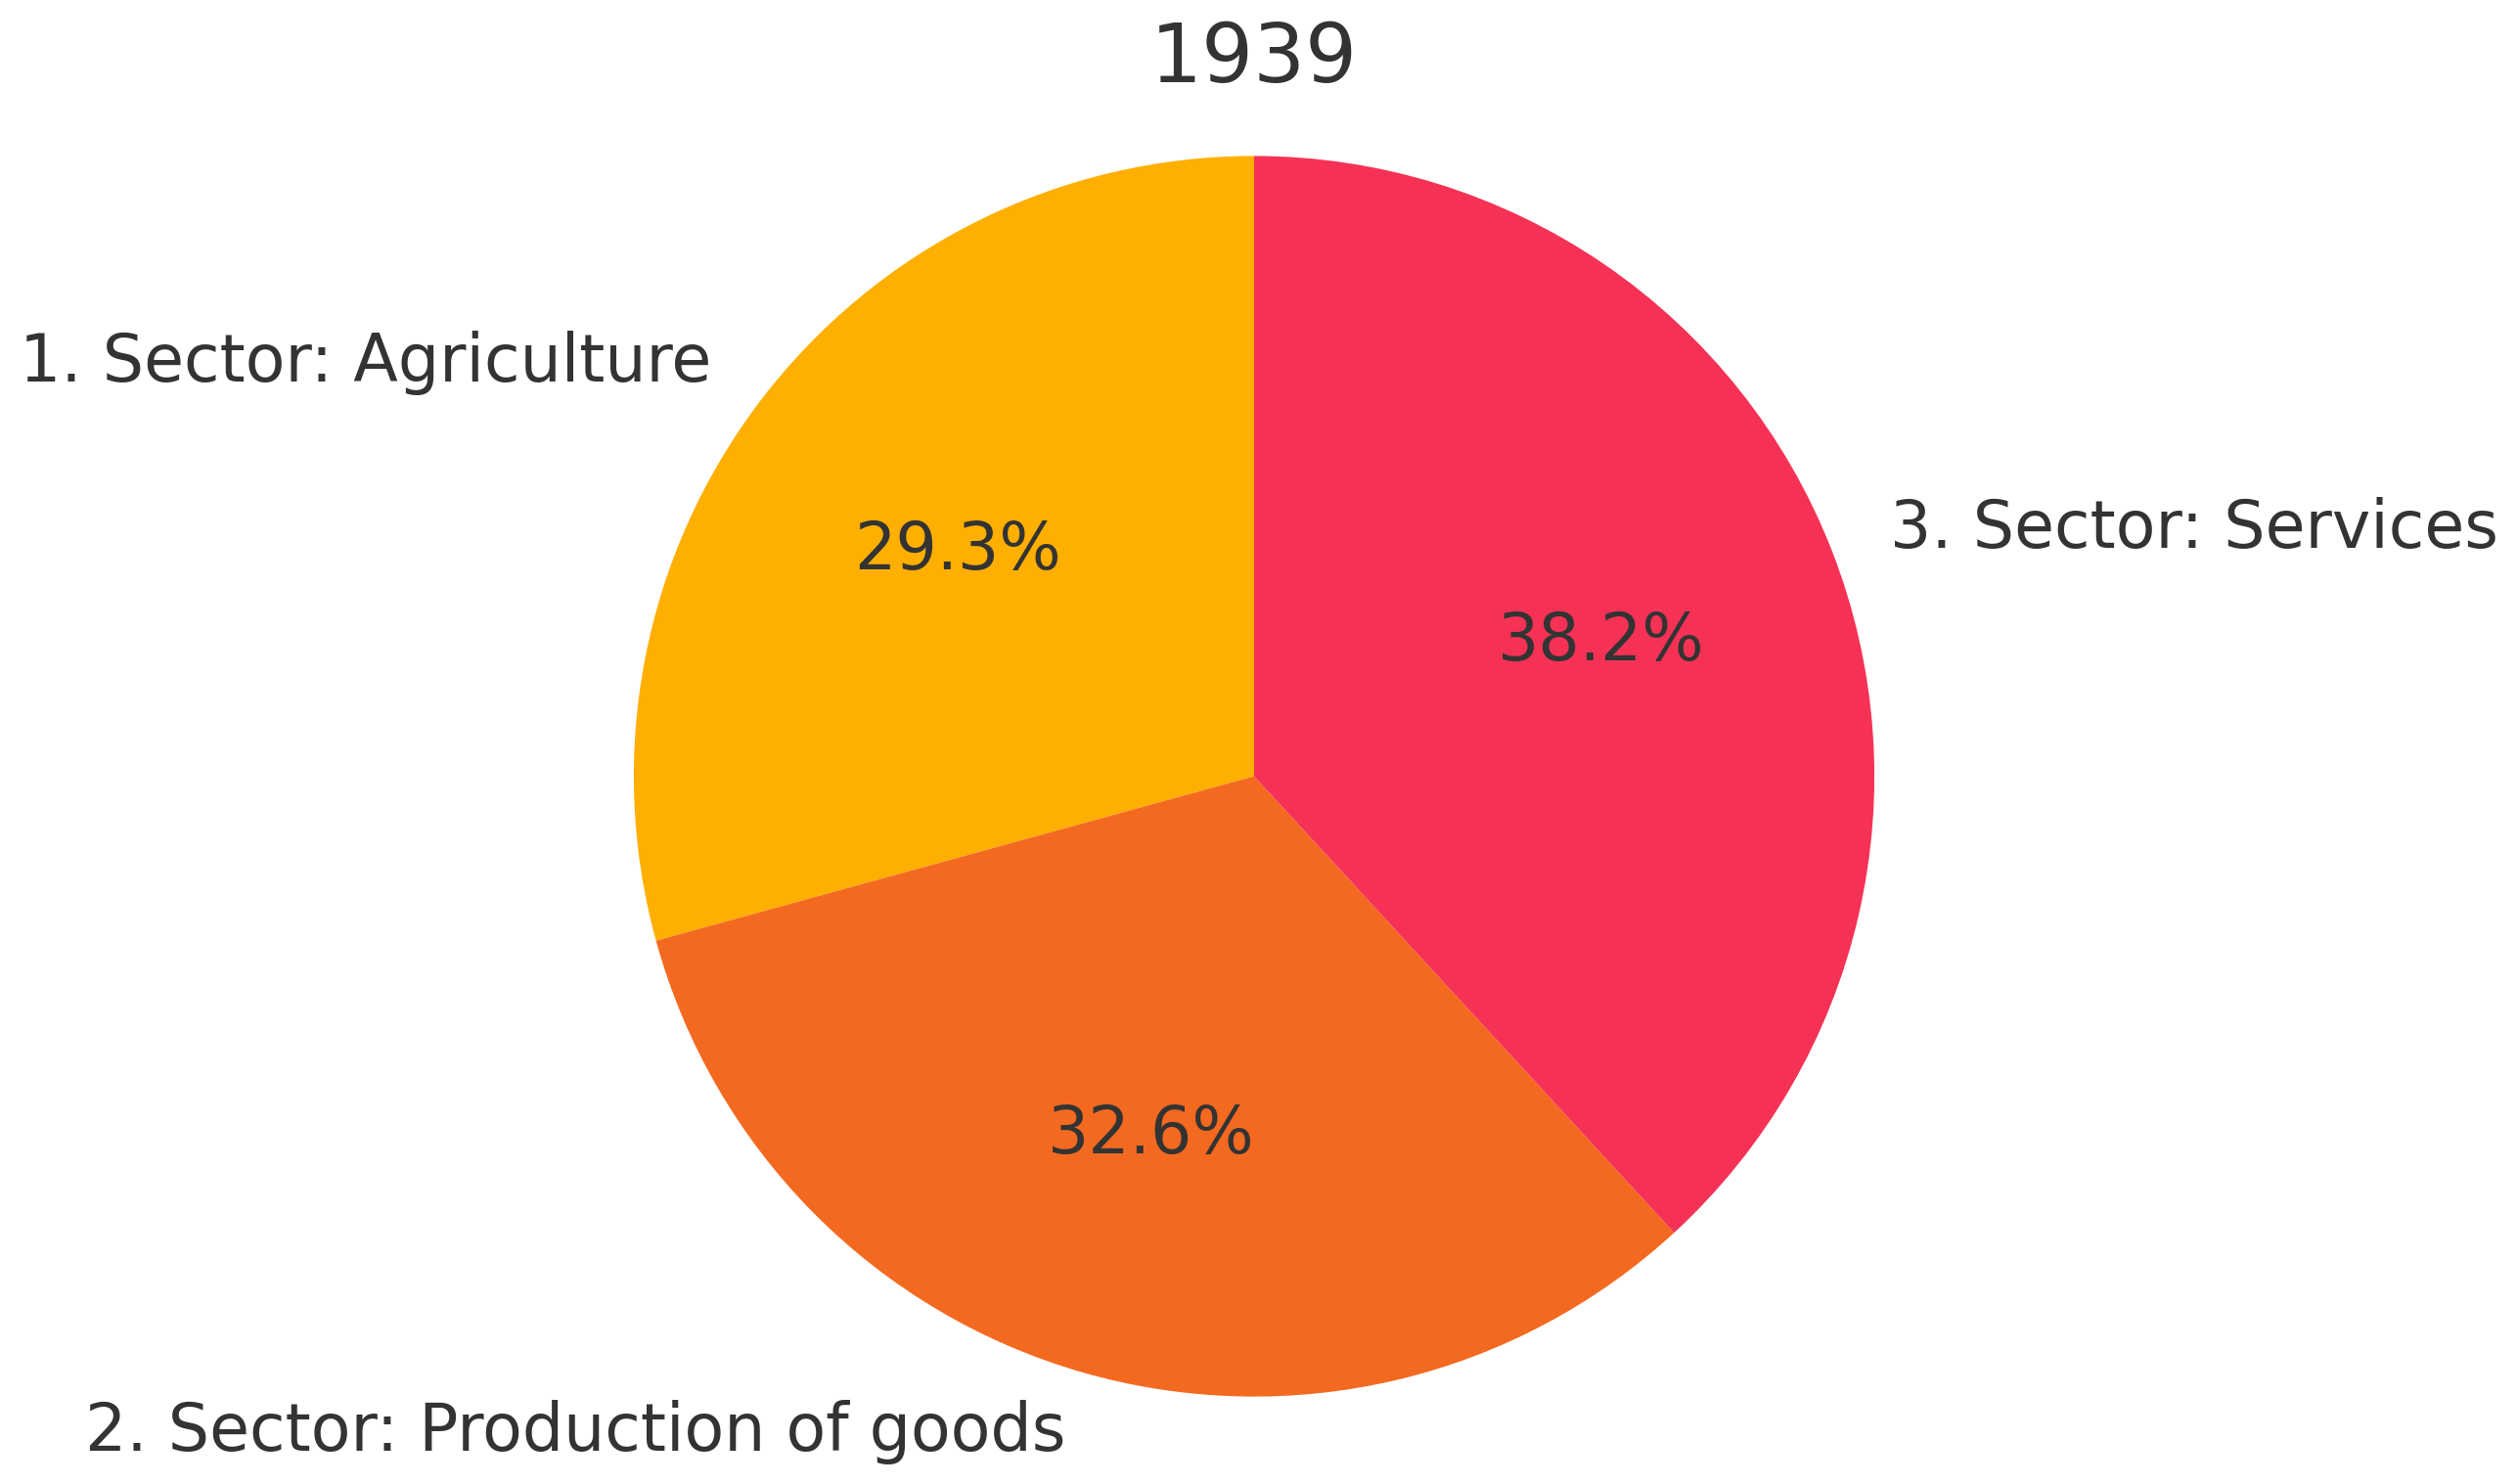 1939
1. Sector: Agriculture
3. Sector: Services
29.3%
38.2%
32.6%
2. Sector: Production of goods